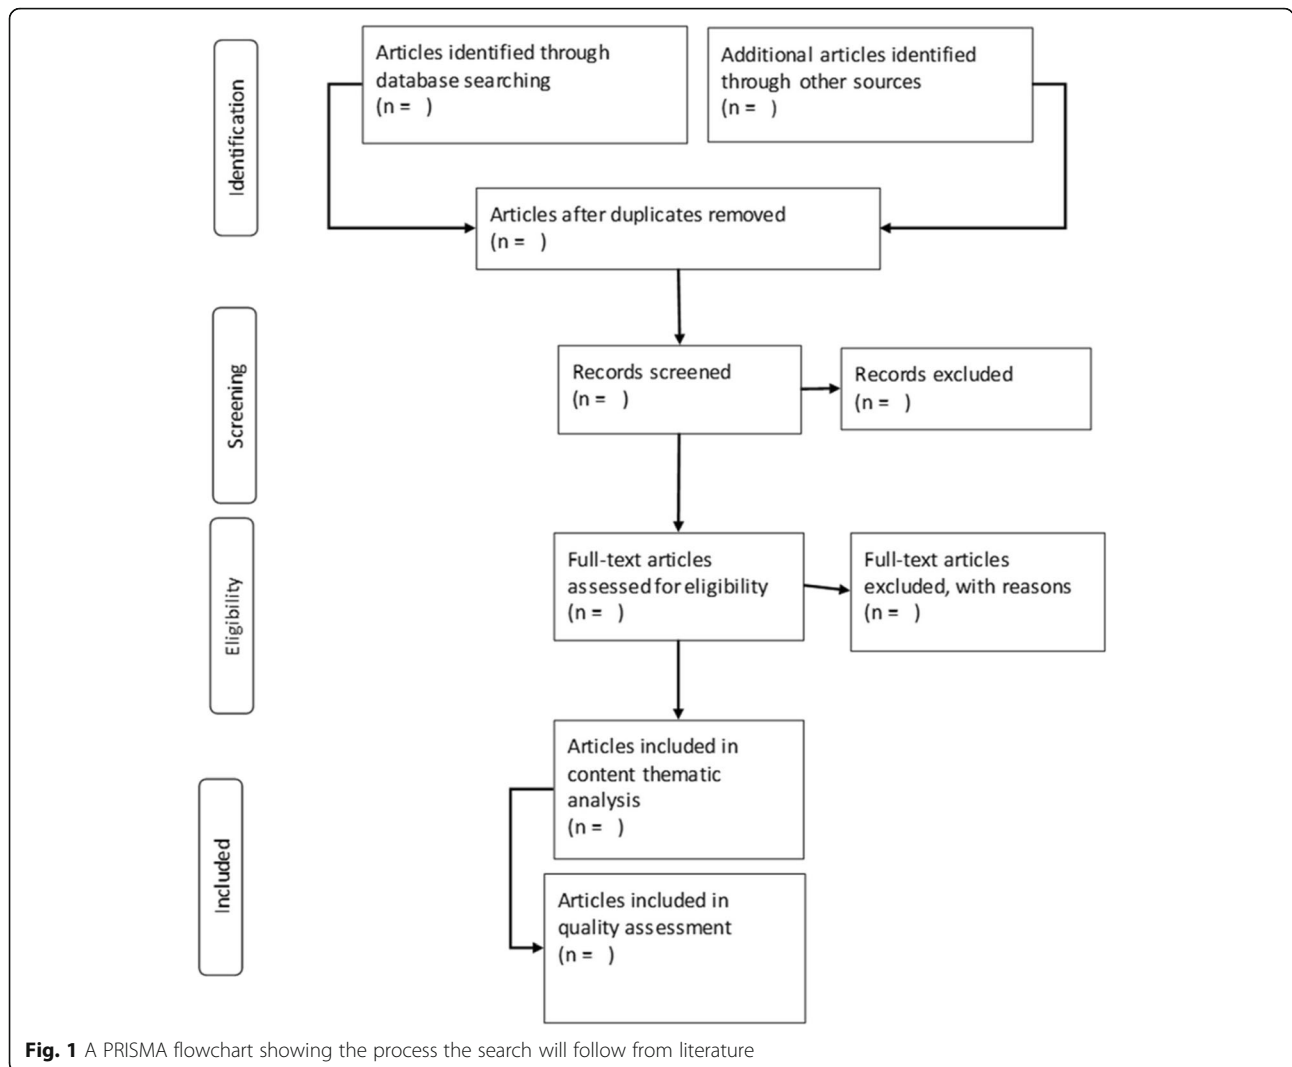 Identification
Articles identified through
database searching
(n =   )
Additional articles identified
through other sources
(n =   )
Articles after duplicates removed
(n =   )
Screening
Records screened
(n =   )
Records excluded
(n =   )
Eligibility
Full-text articles
assessed for eligibility
(n =   )
Full-text articles
excluded, with reasons
(n =   )
Included
Articles included in
content thematic
analysis
(n =   )
Articles included in
quality assessment
(n =   )
Fig. 1 A PRISMA flowchart showing the process the search will follow from literature